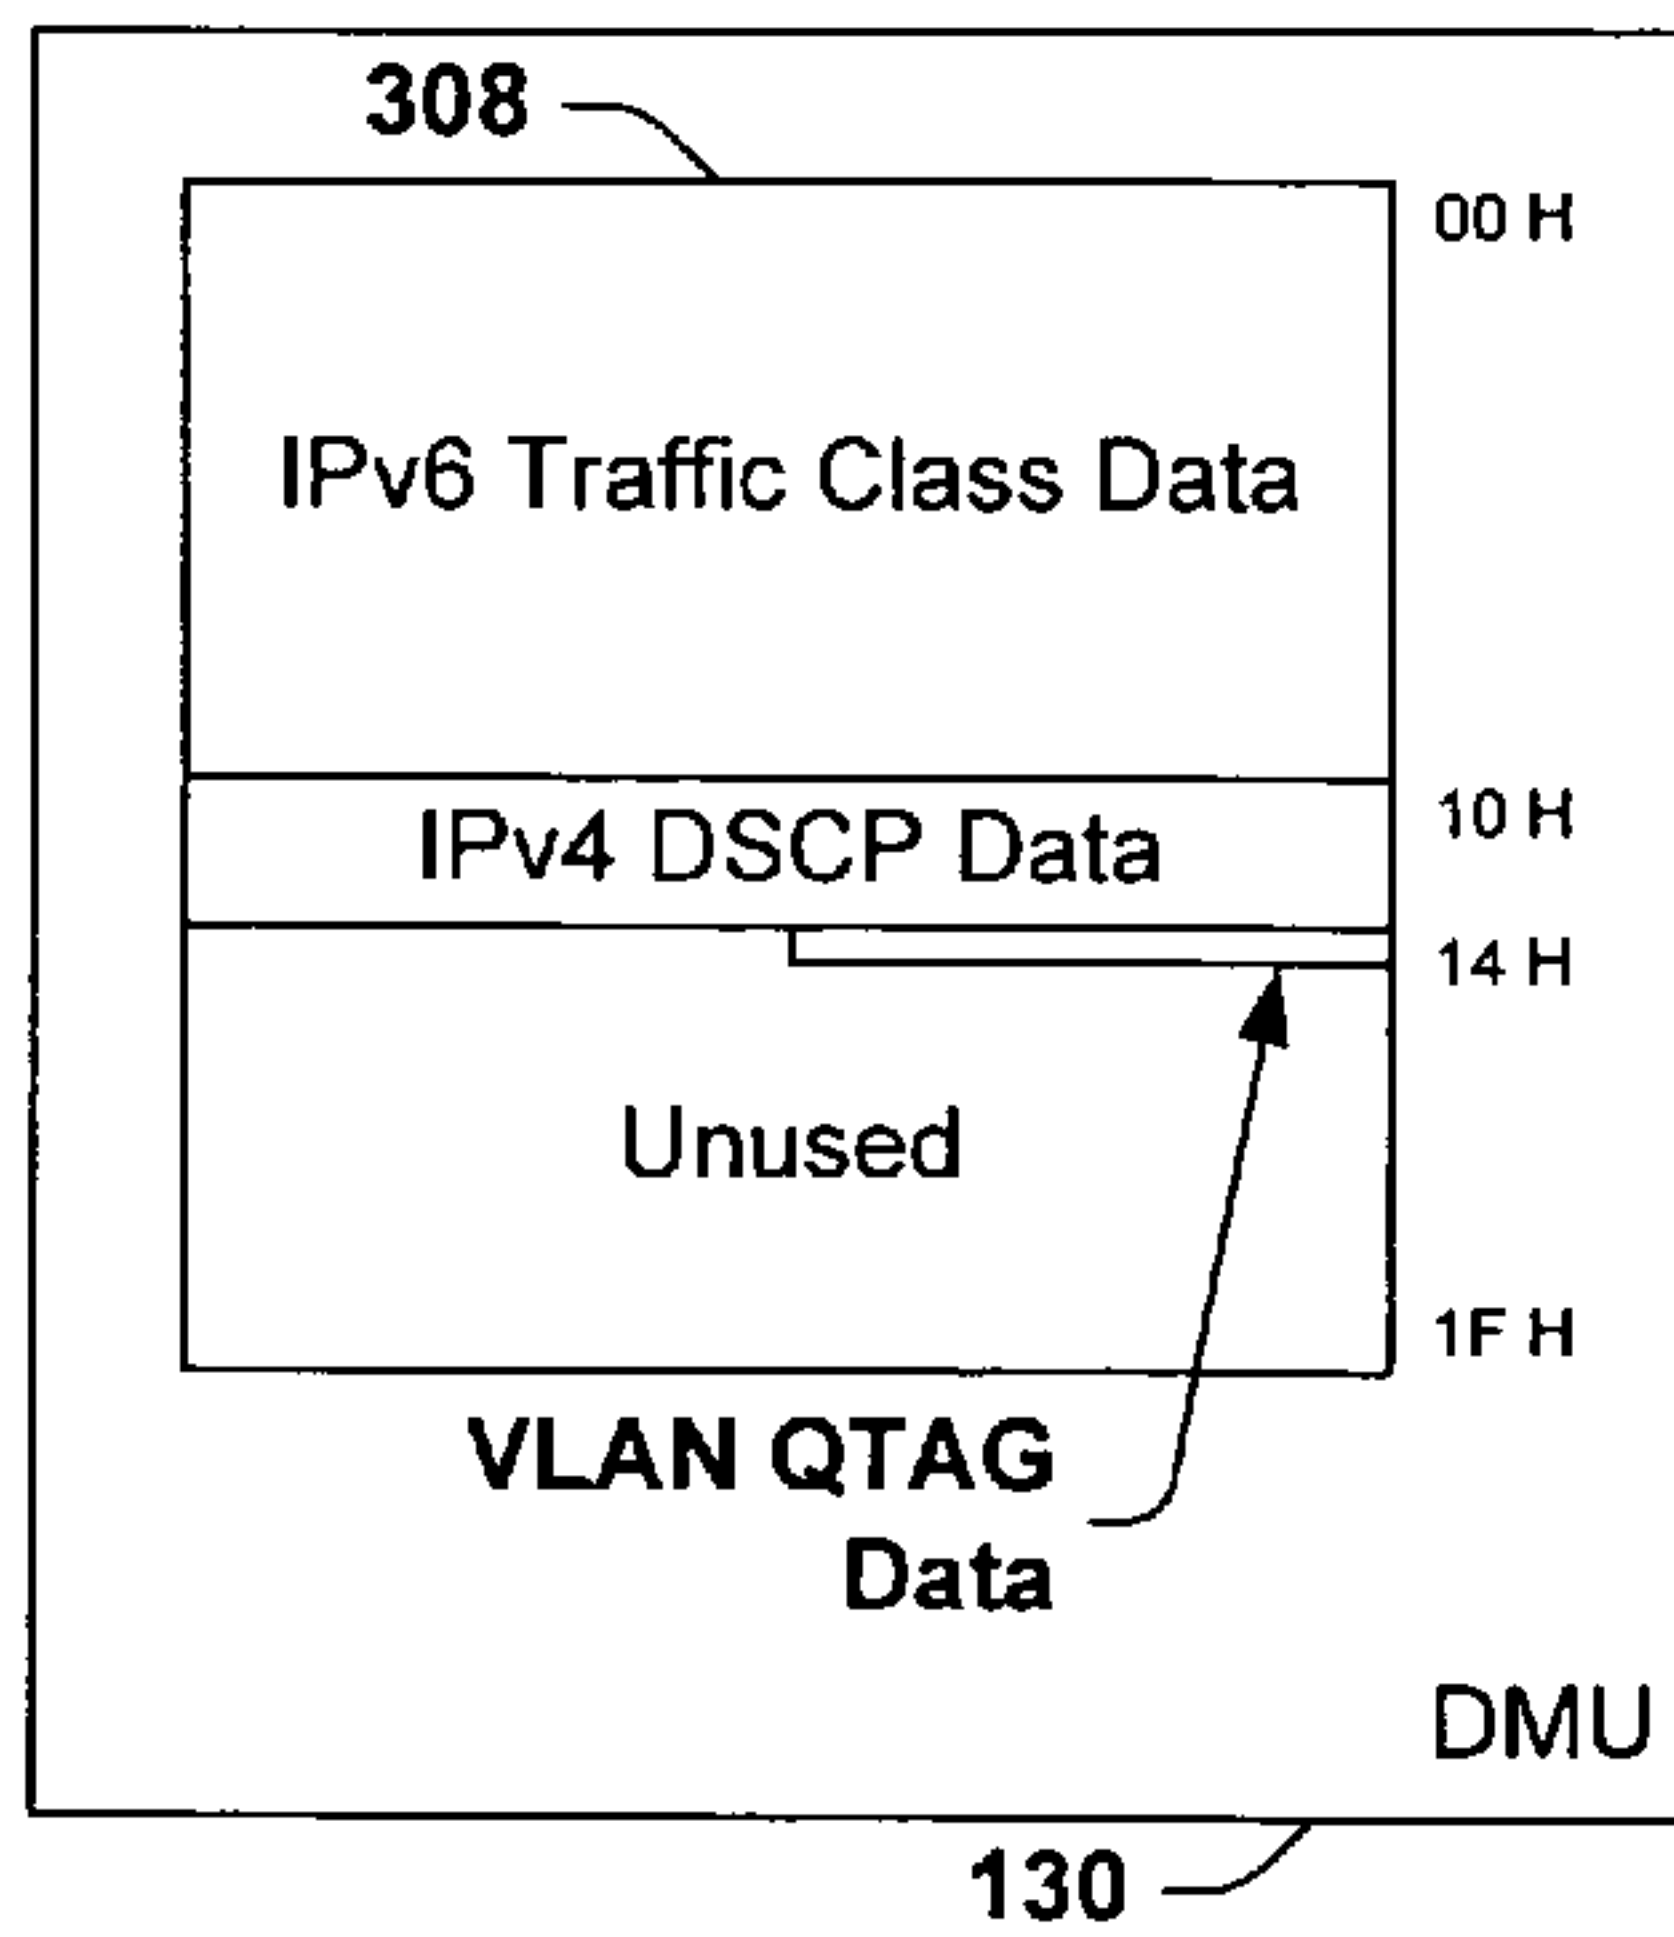 308
00 H
IPv6 Traffic Class Data
10 H
IPv4 DSCP Data
14 H
Unused
1F H
VLAN QTAG
Data
DMU
130